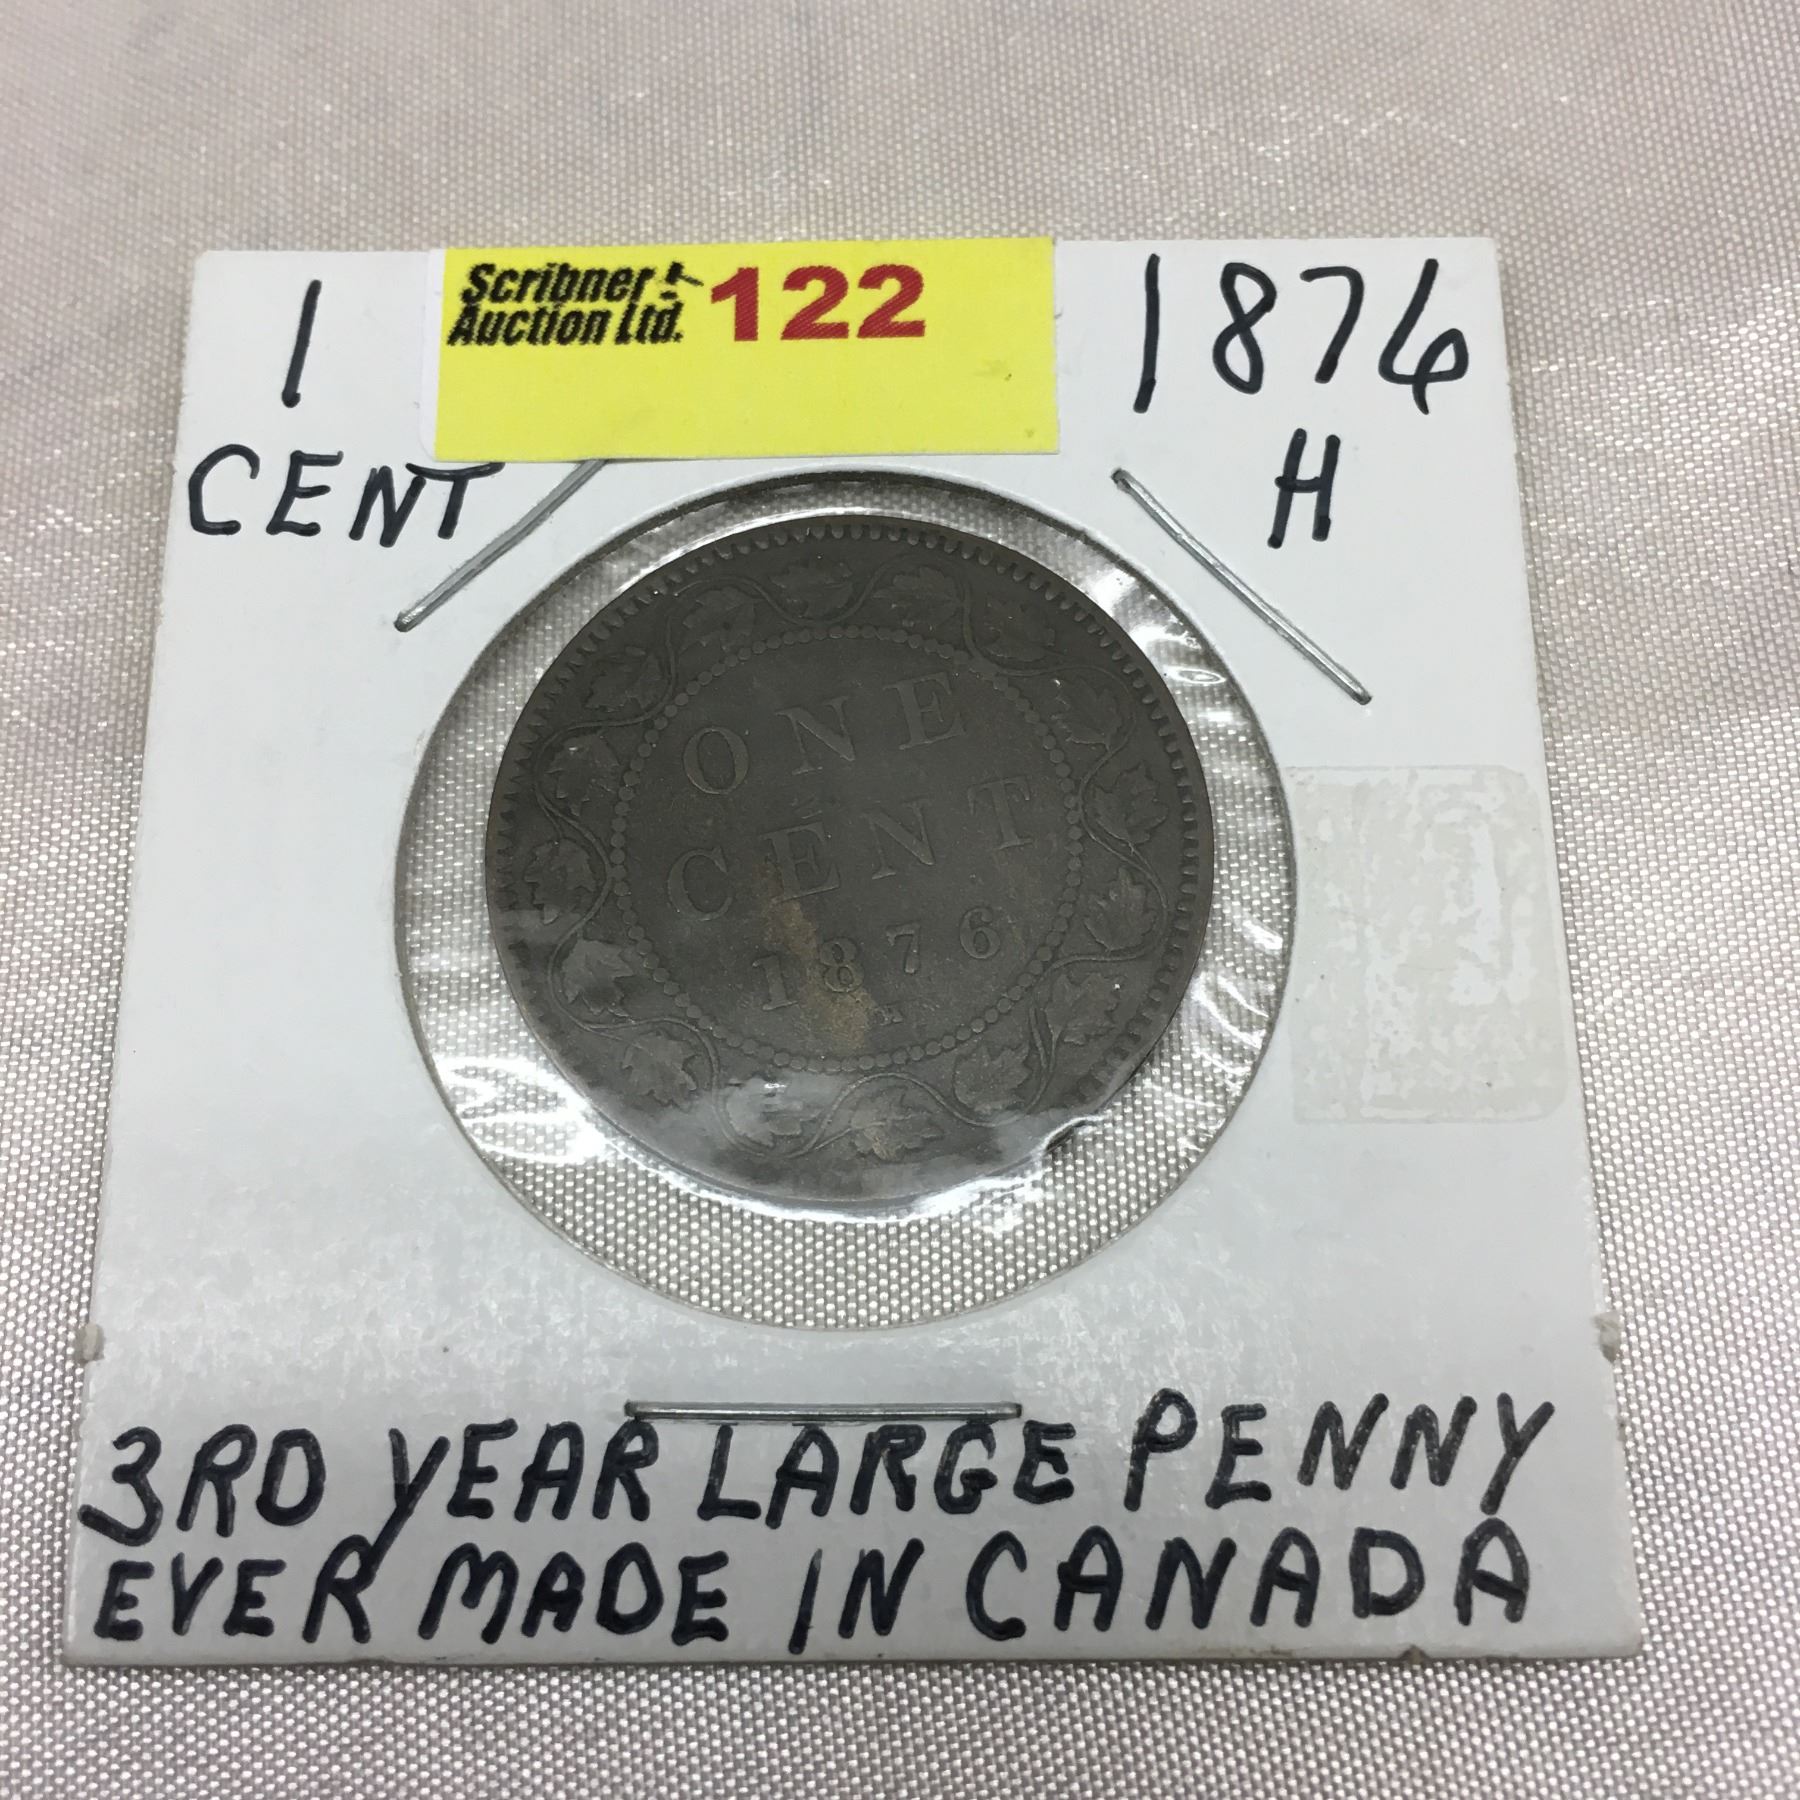 1
CENT
Scribner
Auction Ltd.
122
1876
H
ONE
CENT
1876
H
3RD YEAR LARGE PENNY
EVER MADE IN CANADA